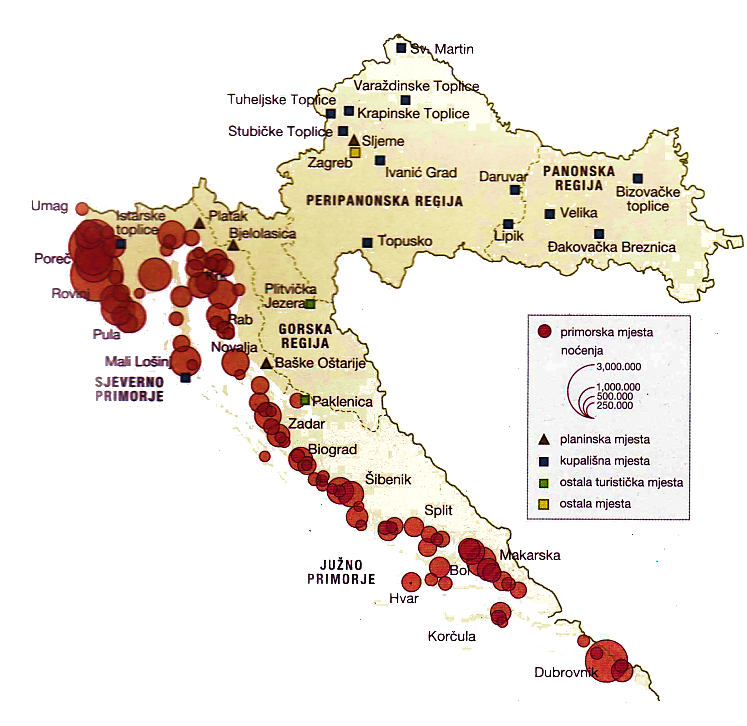 Sv. Martin
Varaždinske Toplice
Tuheljske Toplice
Krapinske Toplice
Stubičke Toplice
Sljeme
Zagreb
Ivanić Grad
Daruvar
PANONSKA
REGIJA
Bizovačke
toplice
PERIPANONSKA REGIJA
Velika
Lipik
Đakovačka Breznica
Topusko
Umag
Istarske
toplice
Platak
Bjelolasica
Poreč
Krk
Rovinj
Plitvička
Jezera
Pula
Rab
GORSKA
REGIJA
Novalja
Mali Lošinj
Baške Oštarije
SJEVERNO
PRIMORJE
Paklenica
Zadar
Biograd
Šibenik
Split
Makarska
JUŽNO
PRIMORJE
Bol
Hvar
Korčula
Dubrovnik
primorska mjesta
noćenja
3,000.000
1,000.000
500.000
250.000
planinska mjesta
kupališna mjesta
ostala turistička mjesta
ostala mjesta